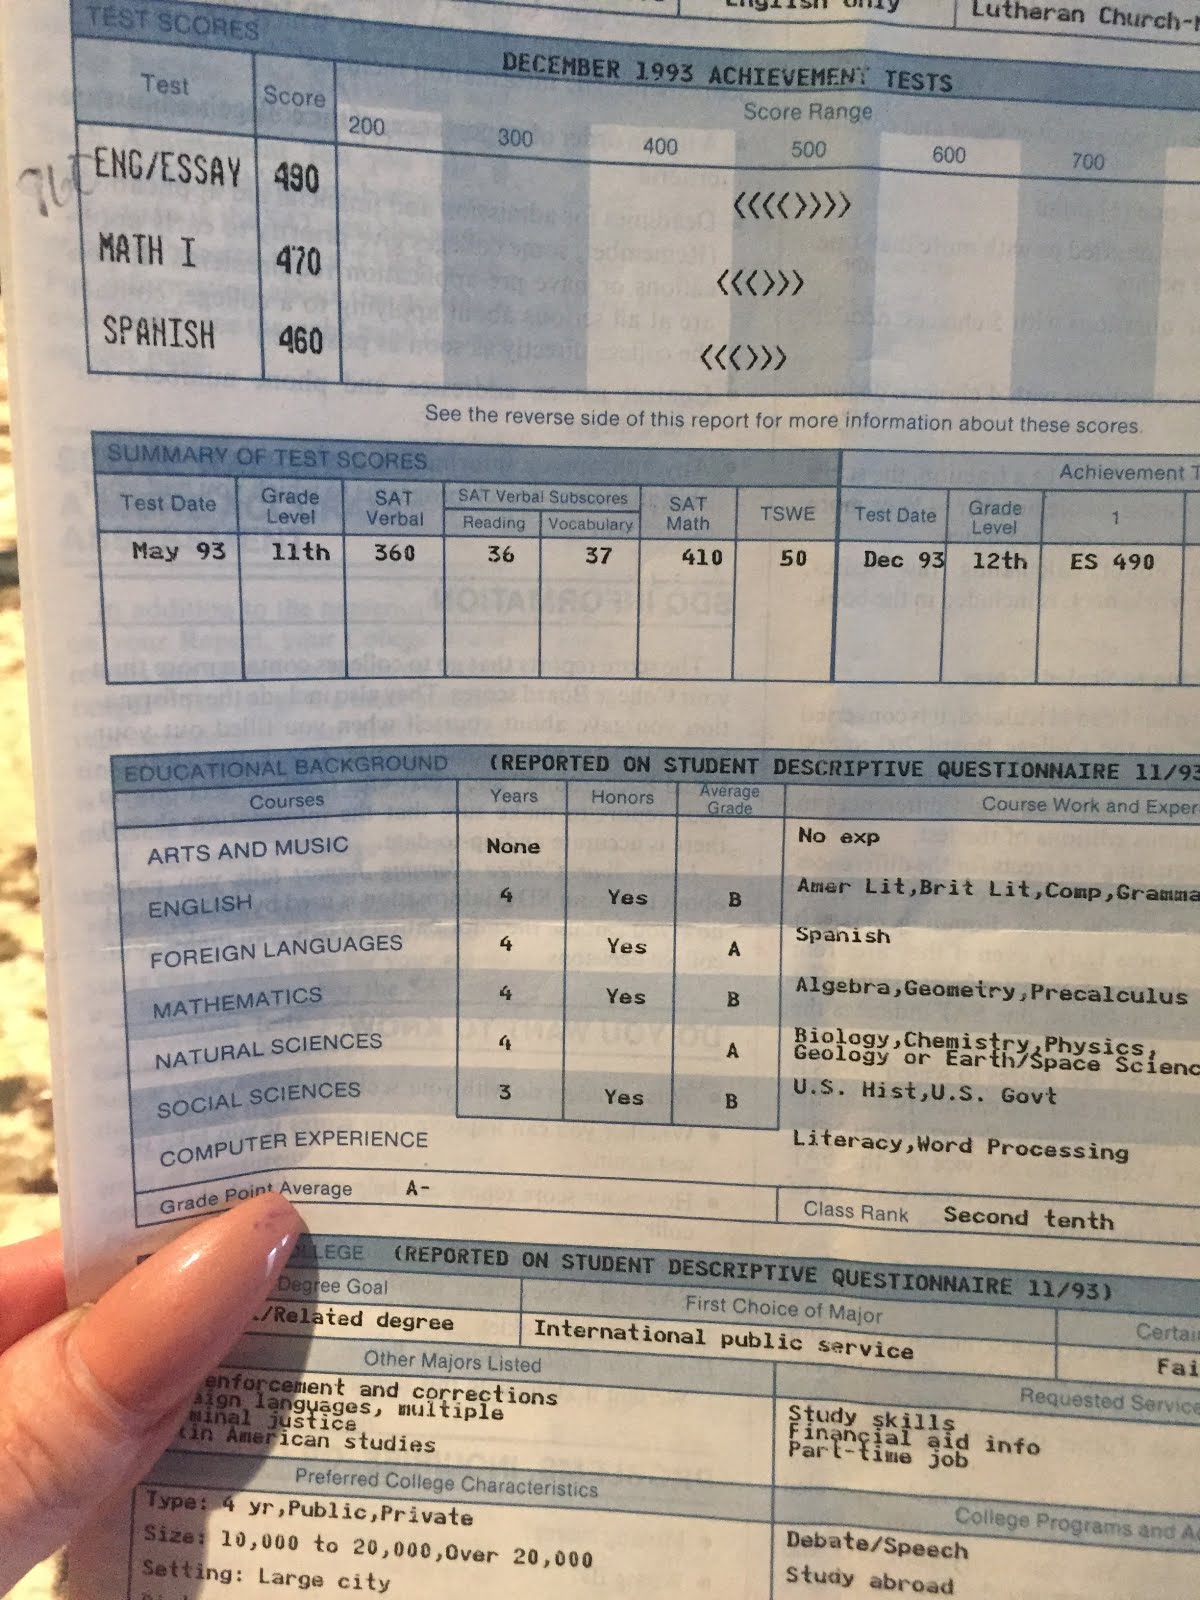 English Only Lutheran Church-
TEST SCORES
DECEMBER 1993 ACHIEVEMENT TESTS
Test Score Score Range
200 300 400 500 600 700
ENG/ESSAY 490 <<<<>>>>
MATH I 470 <<<>>>
SPANISH 460 <<<>>>
See the reverse side of this report for more information about these scores.
SUMMARY OF TEST SCORES
Achievement T
Test Date Grade Level SAT Verbal SAT Verbal Subscores Reading Vocabulary SAT Math TSWE Test Date Grade Level 1
May 93 11th 360 36 37 410 50 Dec 93 12th ES 490
EDUCATIONAL BACKGROUND (REPORTED ON STUDENT DESCRIPTIVE QUESTIONNAIRE 11/93
Courses Years Honors Average Grade Course Work and Exper
ARTS AND MUSIC None No exp
ENGLISH 4 Yes B Amer Lit,Brit Lit,Comp,Gramma
FOREIGN LANGUAGES 4 Yes A Spanish
MATHEMATICS 4 Yes B Algebra,Geometry,Precalculus
NATURAL SCIENCES 4 A Biology,Chemistry,Physics,
Geology or Earth/Space Scienc
SOCIAL SCIENCES 3 Yes B U.S. Hist,U.S. Govt
COMPUTER EXPERIENCE Literacy,Word Processing
Grade Point Average A- Class Rank Second tenth
OLLEGE (REPORTED ON STUDENT DESCRIPTIVE QUESTIONNAIRE 11/93)
Degree Goal First Choice of Major Certai
./Related degree International public service Fai
Other Majors Listed Requested Service
enforcement and corrections
ign languages, multiple
minal justice
tin American studies
Study skills
Financial aid info
Part-time job
Preferred College Characteristics College Programs and A
Type: 4 yr,Public,Private
Size: 10,000 to 20,000,Over 20,000
Setting: Large city
Debate/Speech
Study abroad